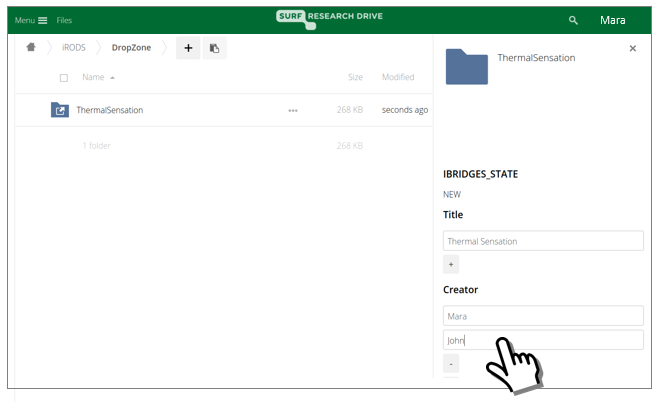 Menu Files SURF RESEARCH DRIVE Mara
iRODS DropZone +
Name Size Modified
ThermalSensation ... 268 KB seconds ago
1 folder 268 KB
ThermalSensation ×
IBRIDGES_STATE
NEW
Title
Thermal Sensation
+
Creator
Mara
John
-